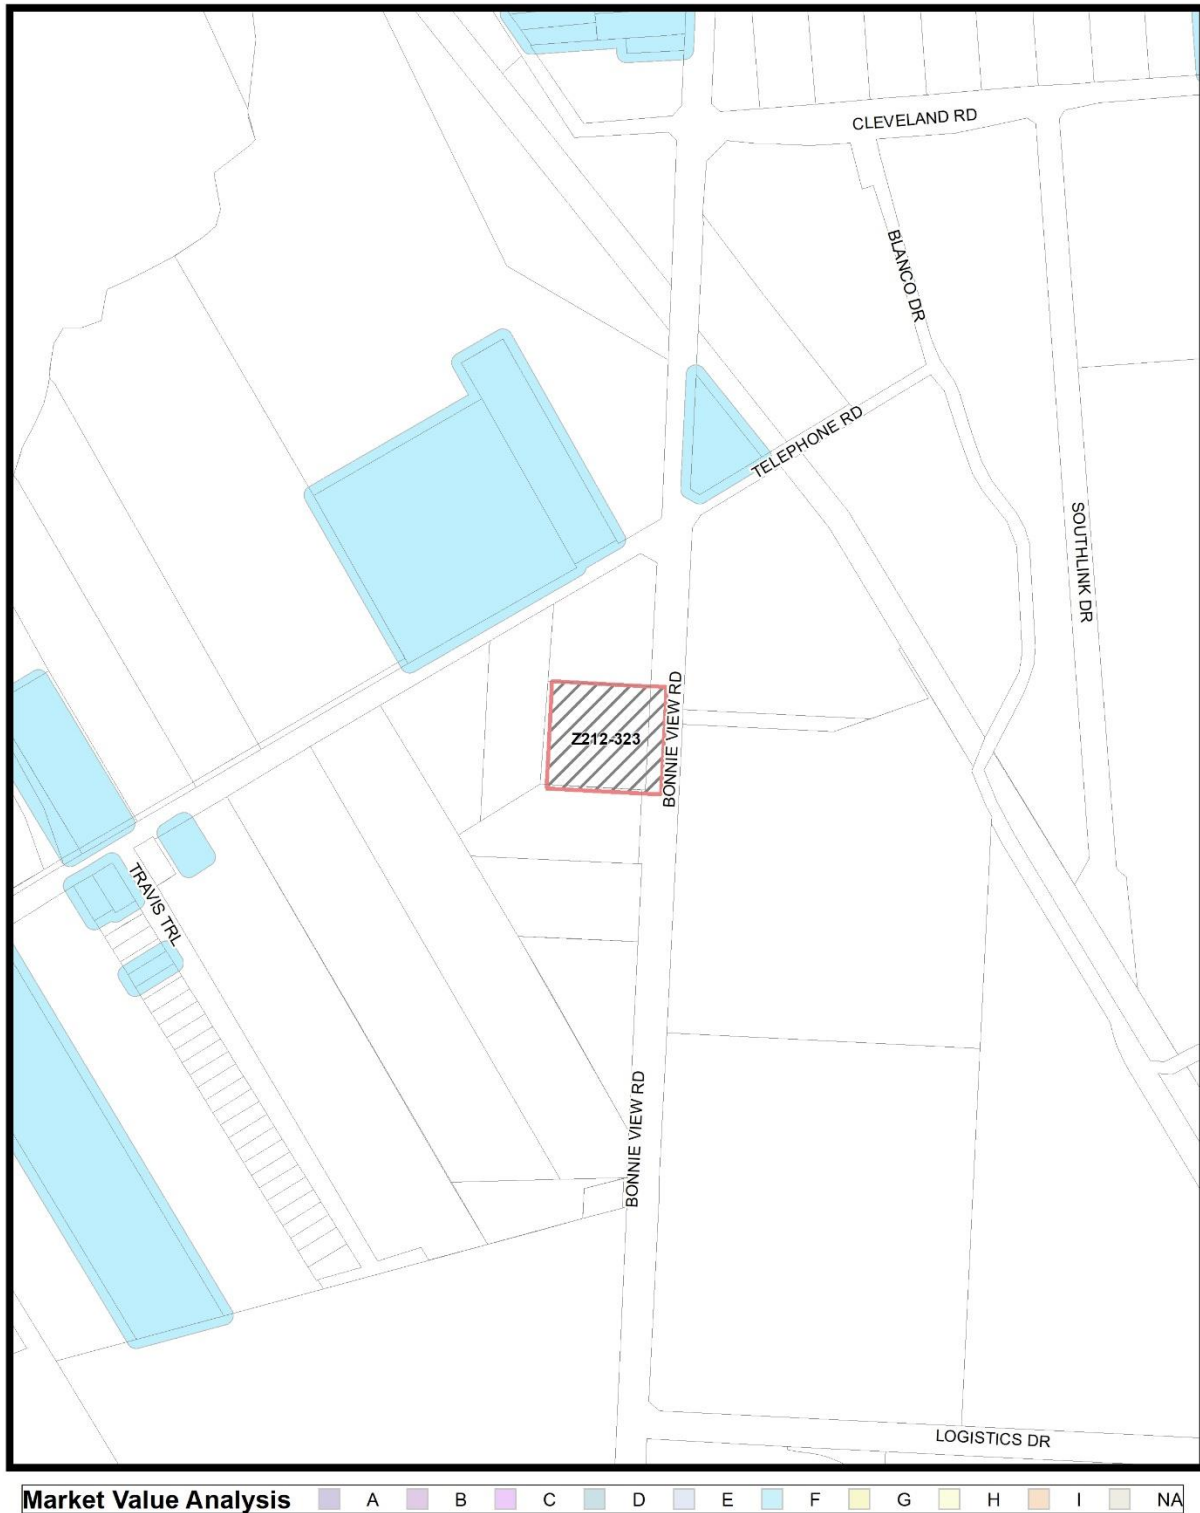 CLEVELAND RD
BLANCO DR
TELEPHONE RD
SOUTHLINK DR
Z212-323
BONNIE VIEW RD
TRAVIS TRL
BONNIE VIEW RD
LOGISTICS DR
Market Value Analysis A B C D E F G H I NA